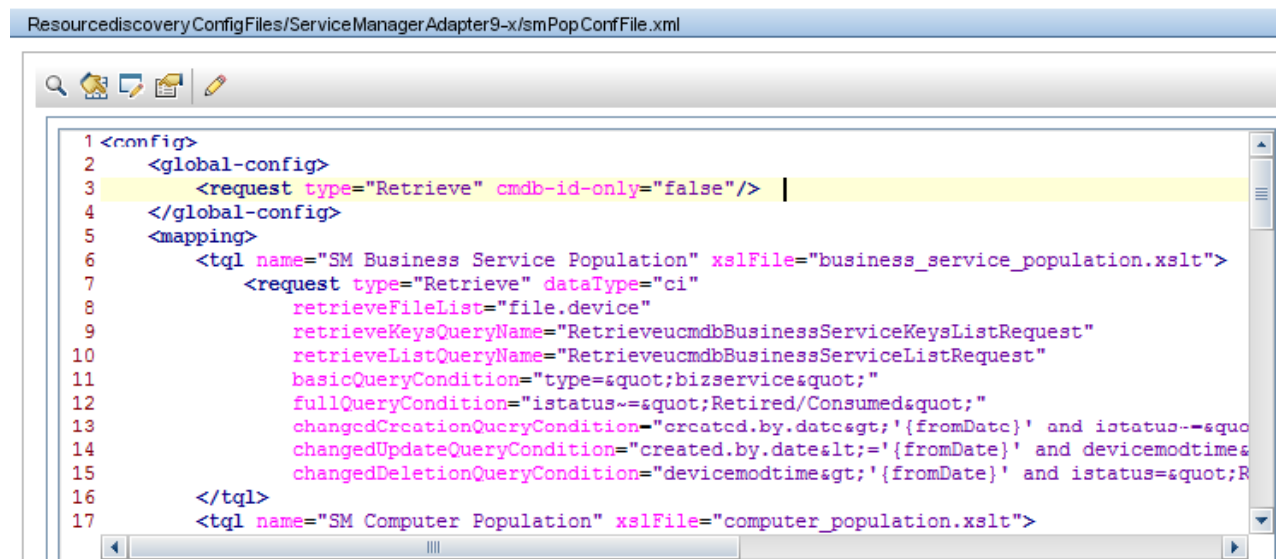 ResourcediscoveryConfigFiles/ServiceManagerAdapter9-x/smPopConfFile.xml
1 <config>
2 <global-config>
3 <request type="Retrieve" cmdb-id-only="false"/>
4 </global-config>
5 <mapping>
6 <tql name="SM Business Service Population" xslFile="business_service_population.xslt">
7 <request type="Retrieve" dataType="ci"
8 retrieveFileList="file.device"
9 retrieveKeysQueryName="RetrieveucmdbBusinessServiceKeysListRequest"
10 retrieveListQueryName="RetrieveucmdbBusinessServiceListRequest"
11 basicQueryCondition="type=&quot;bizservice&quot;"
12 fullQueryCondition="istatus~=&quot;Retired/Consumed&quot;"
13 changedCreationQueryCondition="created.by.date&gt;'{fromDate}' and istatus~=&quo
14 changedUpdateQueryCondition="created.by.date&lt;='{fromDate}' and devicemodtime&
15 changedDeletionQueryCondition="devicemodtime&gt;'{fromDate}' and istatus=&quot;R
16 </tql>
17 <tql name="SM Computer Population" xslFile="computer_population.xslt">